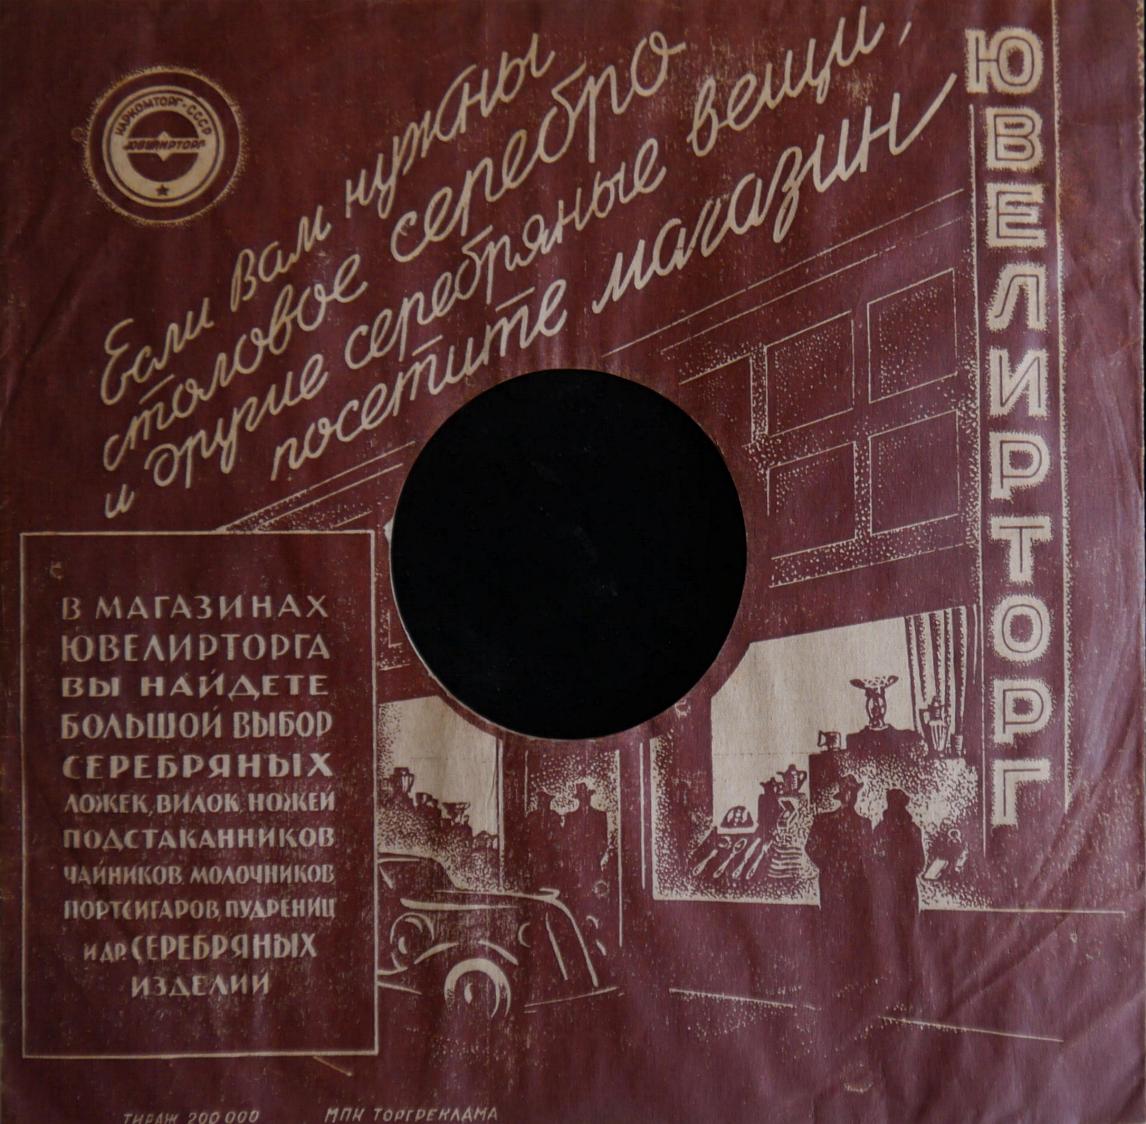 НАРКОМТОРГ-СССР
ЮВЕЛИРТОРГ
Если вам нужны
столовое серебро
и другие серебряные вещи,
посетите магазин
ЮВЕЛИРТОРГ
В МАГАЗИНАХ
ЮВЕЛИРТОРГА
ВЫ НАЙДЕТЕ
БОЛЬШОЙ ВЫБОР
СЕРЕБРЯНЫХ
ЛОЖЕК, ВИЛОК, НОЖЕЙ
ПОДСТАКАННИКОВ
ЧАЙНИКОВ МОЛОЧНИКОВ
ПОРТСИГАРОВ, ПУДРЕНИЦ
И ДР. СЕРЕБРЯНЫХ
ИЗДЕЛИЙ
ТИРАЖ 200 000 МПК ТОРГРЕКЛАМА